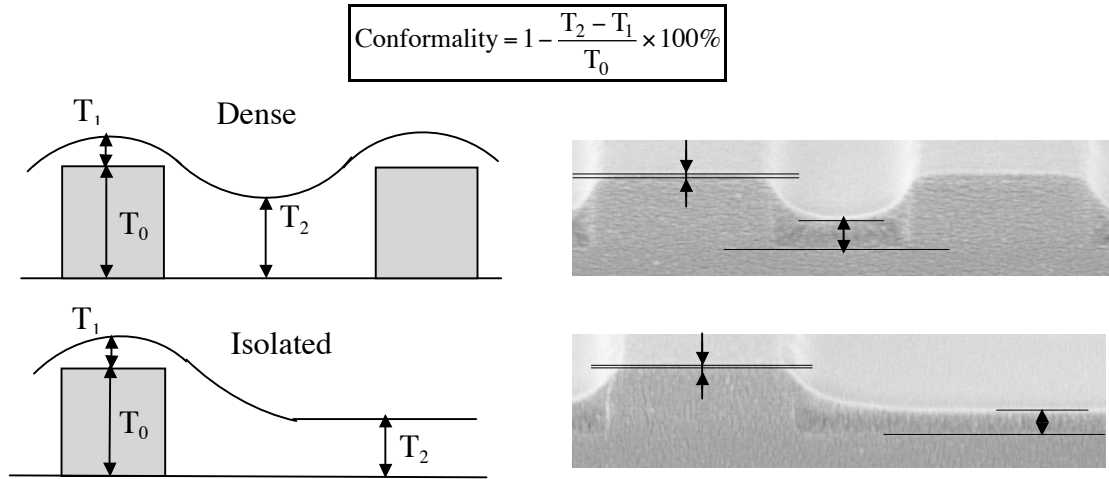 Conformality = 1 − (T₂ − T₁)/T₀ × 100%
T₁
Dense
T₀
T₂
T₁
Isolated
T₀
T₂